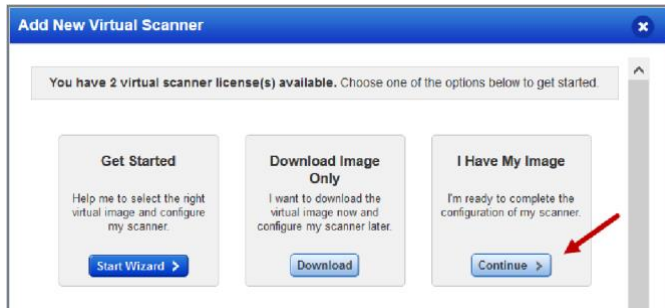 Add New Virtual Scanner
You have 2 virtual scanner license(s) available. Choose one of the options below to get started.
Get Started
Help me to select the right
virtual image and configure
my scanner.
Start Wizard >
Download Image
Only
I want to download the
virtual image now and
configure my scanner later.
Download
I Have My Image
I'm ready to complete the
configuration of my scanner.
Continue >